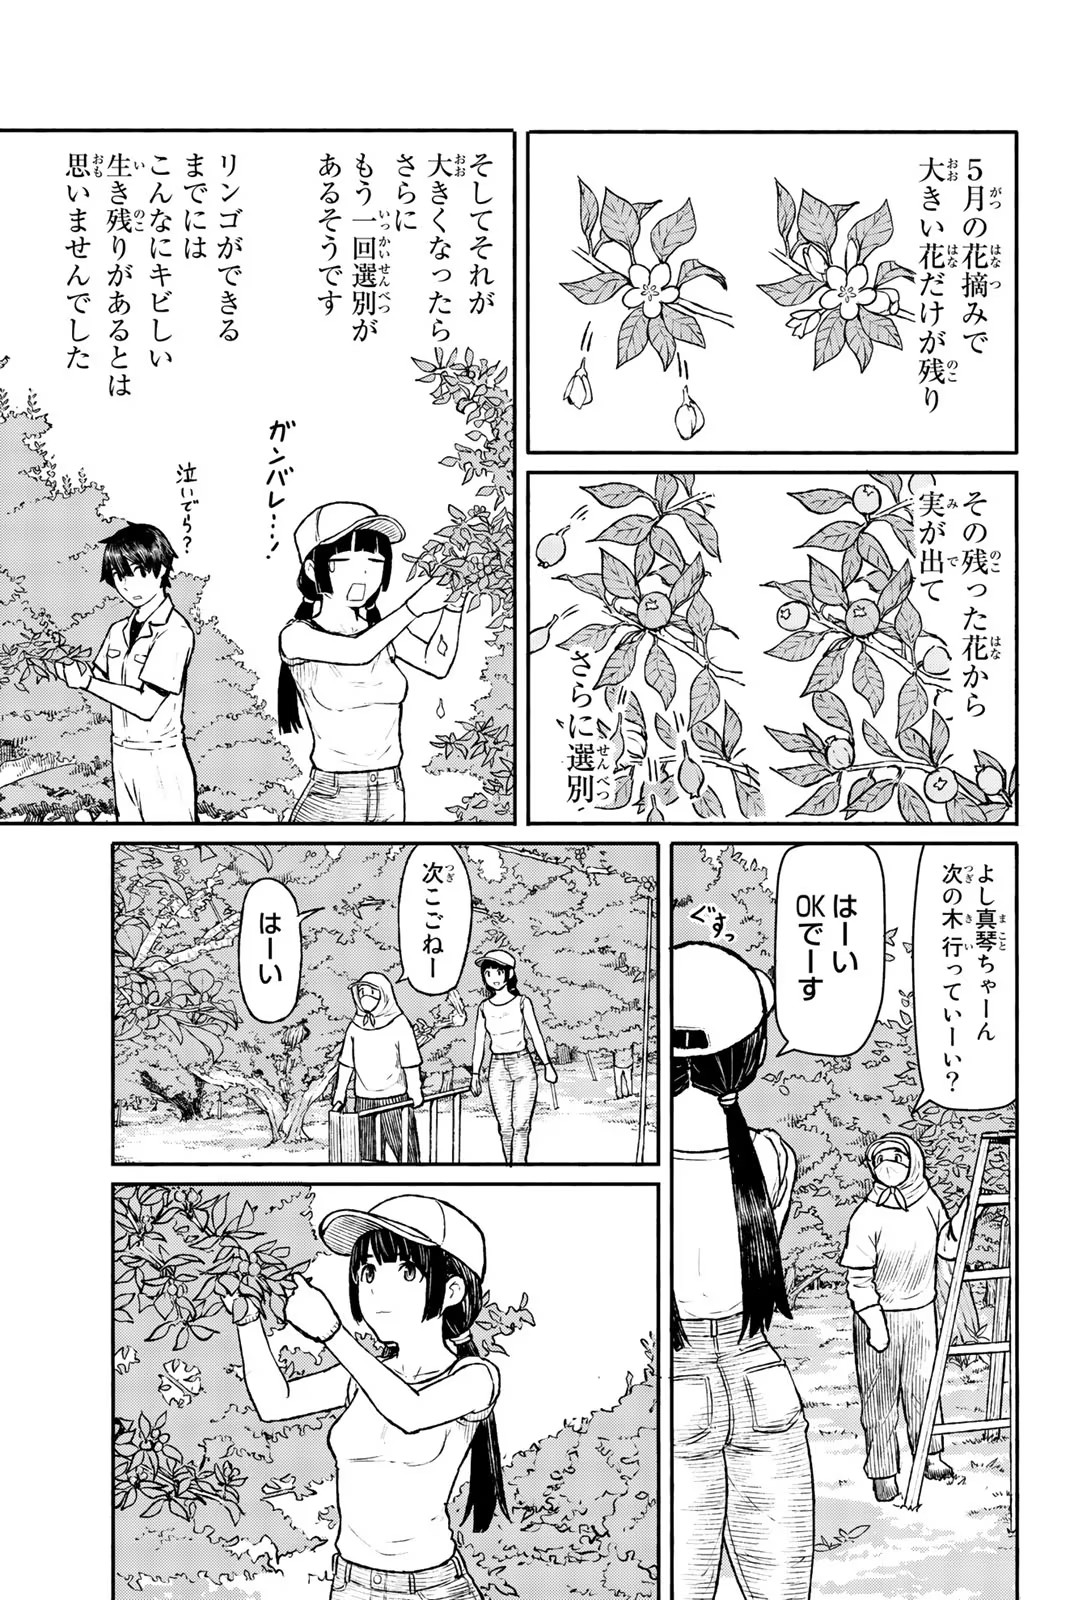 ５月の花摘みで
大きい花だけが残り
その残った花から
実が出て
さらに選別
そしてそれが
大きくなったら
さらに
もう一回選別が
あるそうです
リンゴができる
までには
こんなにキビしい
生き残りがあるとは
思いませんでした
ガンバレ…!
泣いてら?
よし真琴ちゃーん
次の木行っていーい?
はーい
OKでーす
ぐすっ
次こごねー
はーい